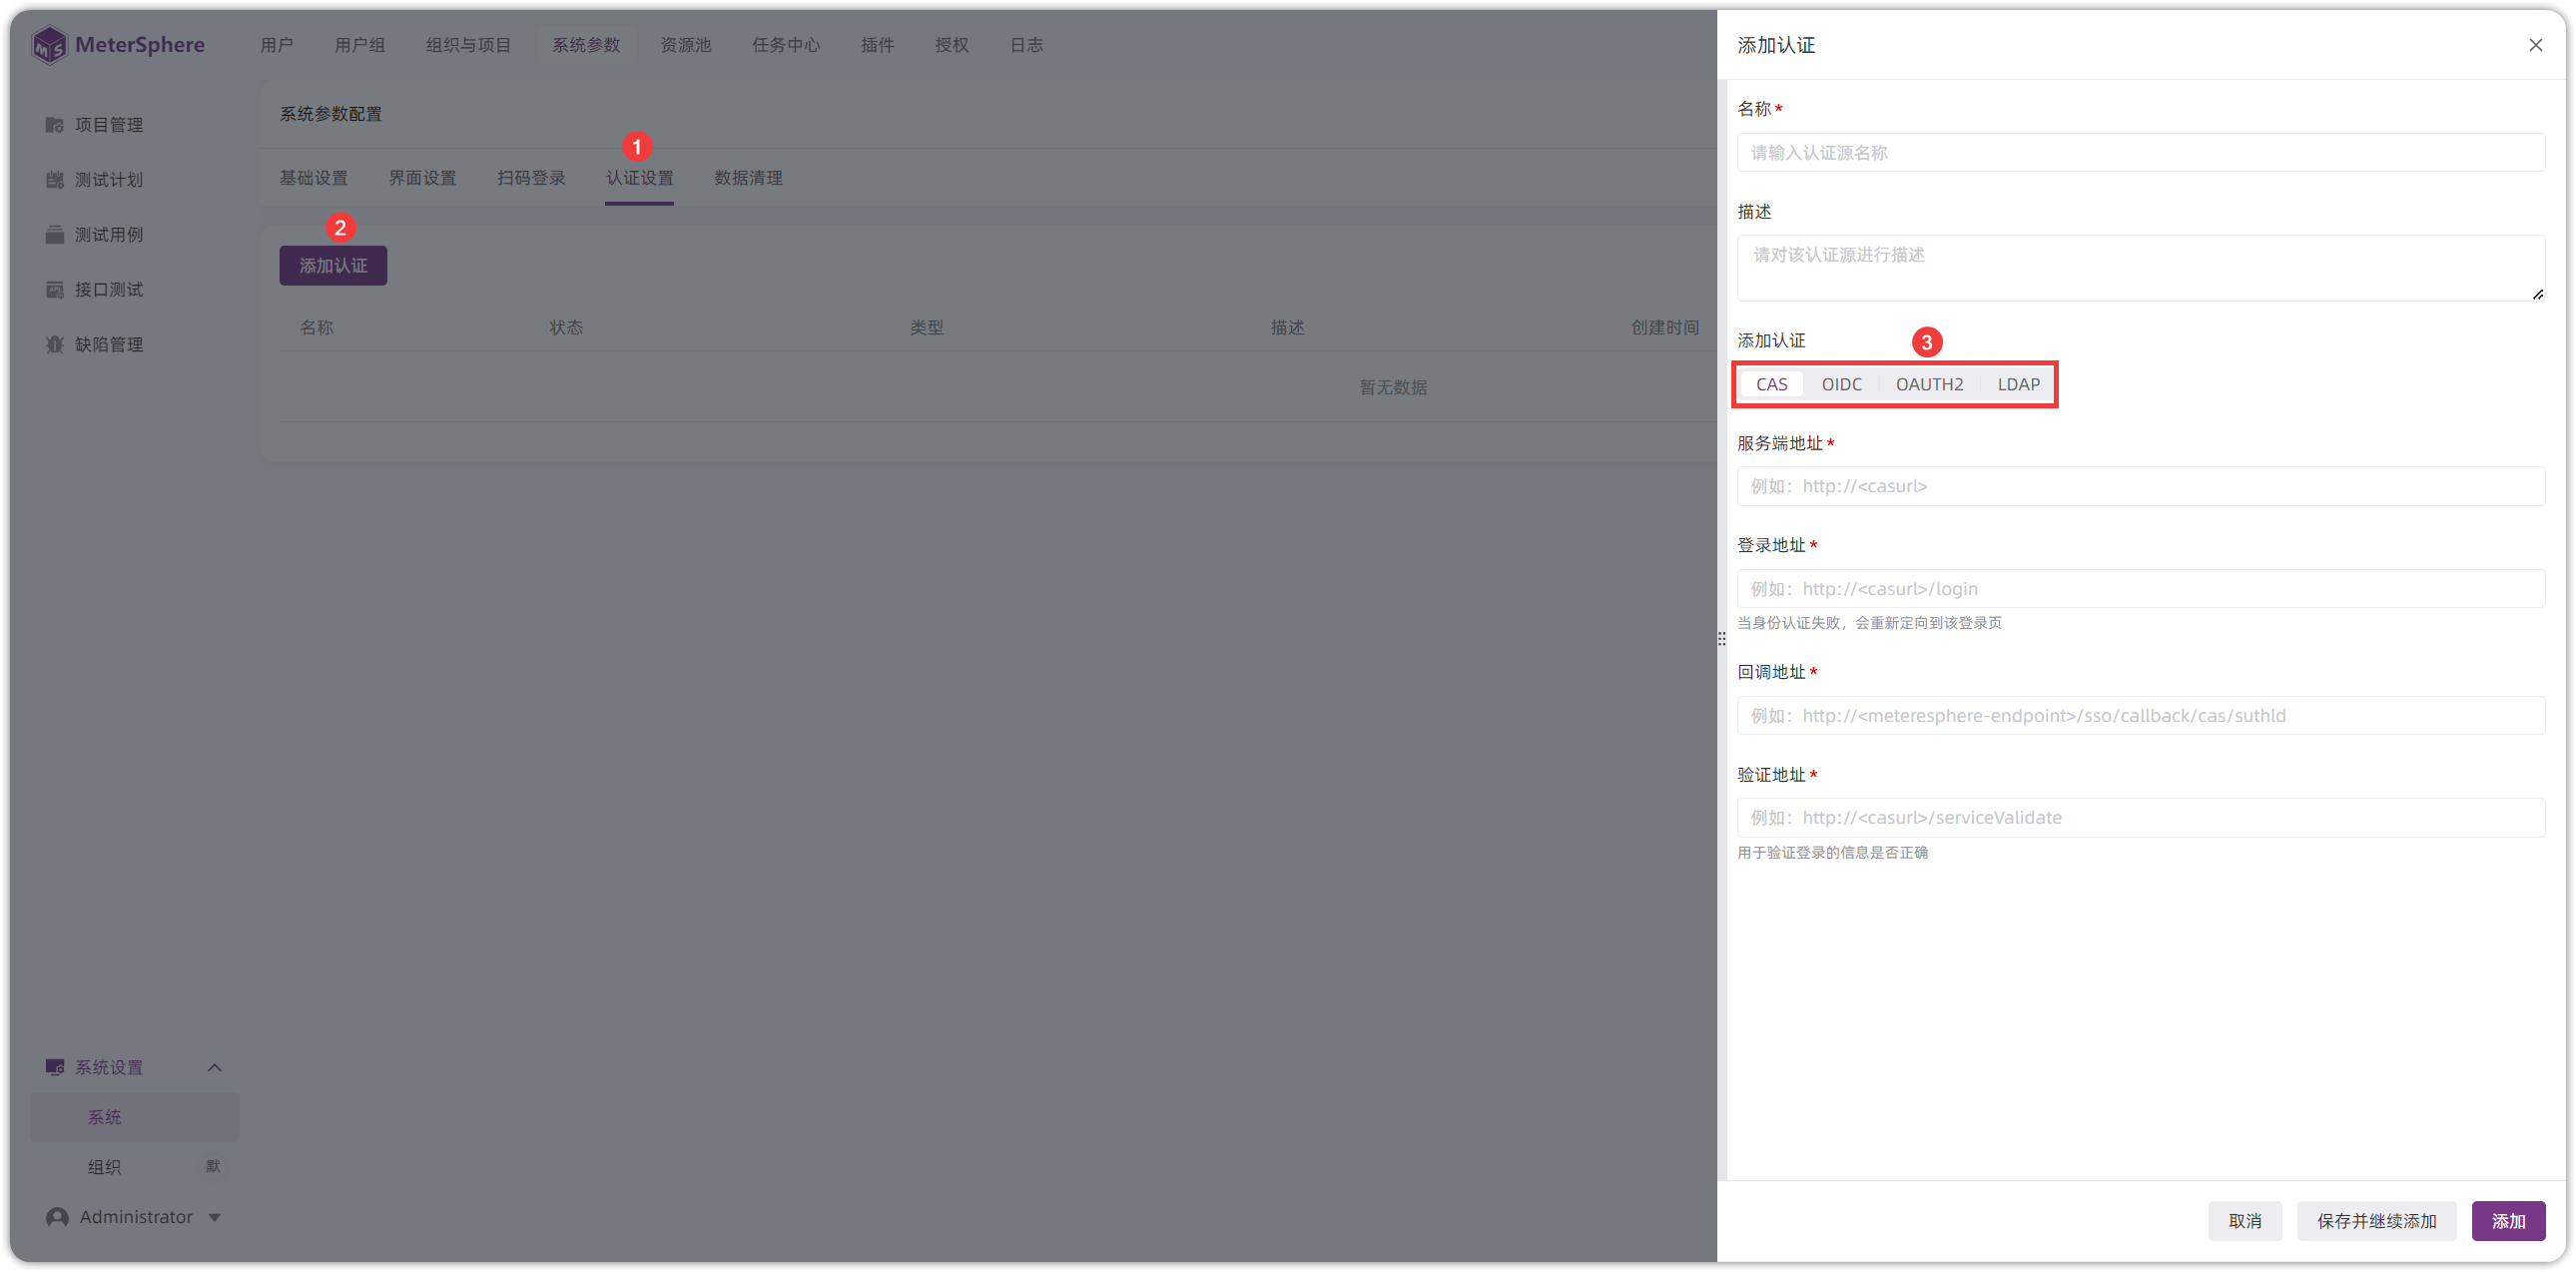 MeterSphere
用户
用户组
组织与项目
系统参数
资源池
任务中心
插件
授权
日志
项目管理
测试计划
测试用例
接口测试
缺陷管理
系统参数配置
1
基础设置
界面设置
扫码登录
认证设置
数据清理
2
添加认证
名称
状态
类型
描述
创建时间
暂无数据
系统设置
系统
组织
默
Administrator
添加认证
名称*
请输入认证源名称
描述
请对该认证源进行描述
添加认证
3
CAS
OIDC
OAUTH2
LDAP
服务端地址*
例如：http://<casurl>
登录地址*
例如：http://<casurl>/login
当身份认证失败，会重新定向到该登录页
回调地址*
例如：http://<meteresphere-endpoint>/sso/callback/cas/suthld
验证地址*
例如：http://<casurl>/serviceValidate
用于验证登录的信息是否正确
取消
保存并继续添加
添加